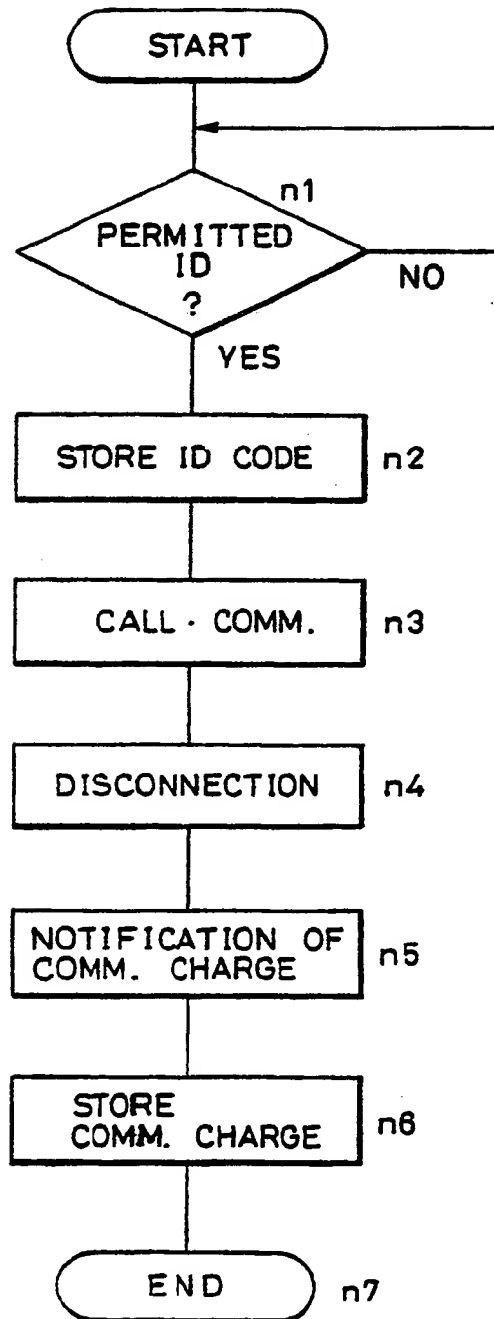 START
n1
PERMITTED
ID
?
NO
YES
STORE ID CODE n2
CALL · COMM. n3
DISCONNECTION n4
NOTIFICATION OF
COMM. CHARGE n5
STORE
COMM. CHARGE n6
END n7